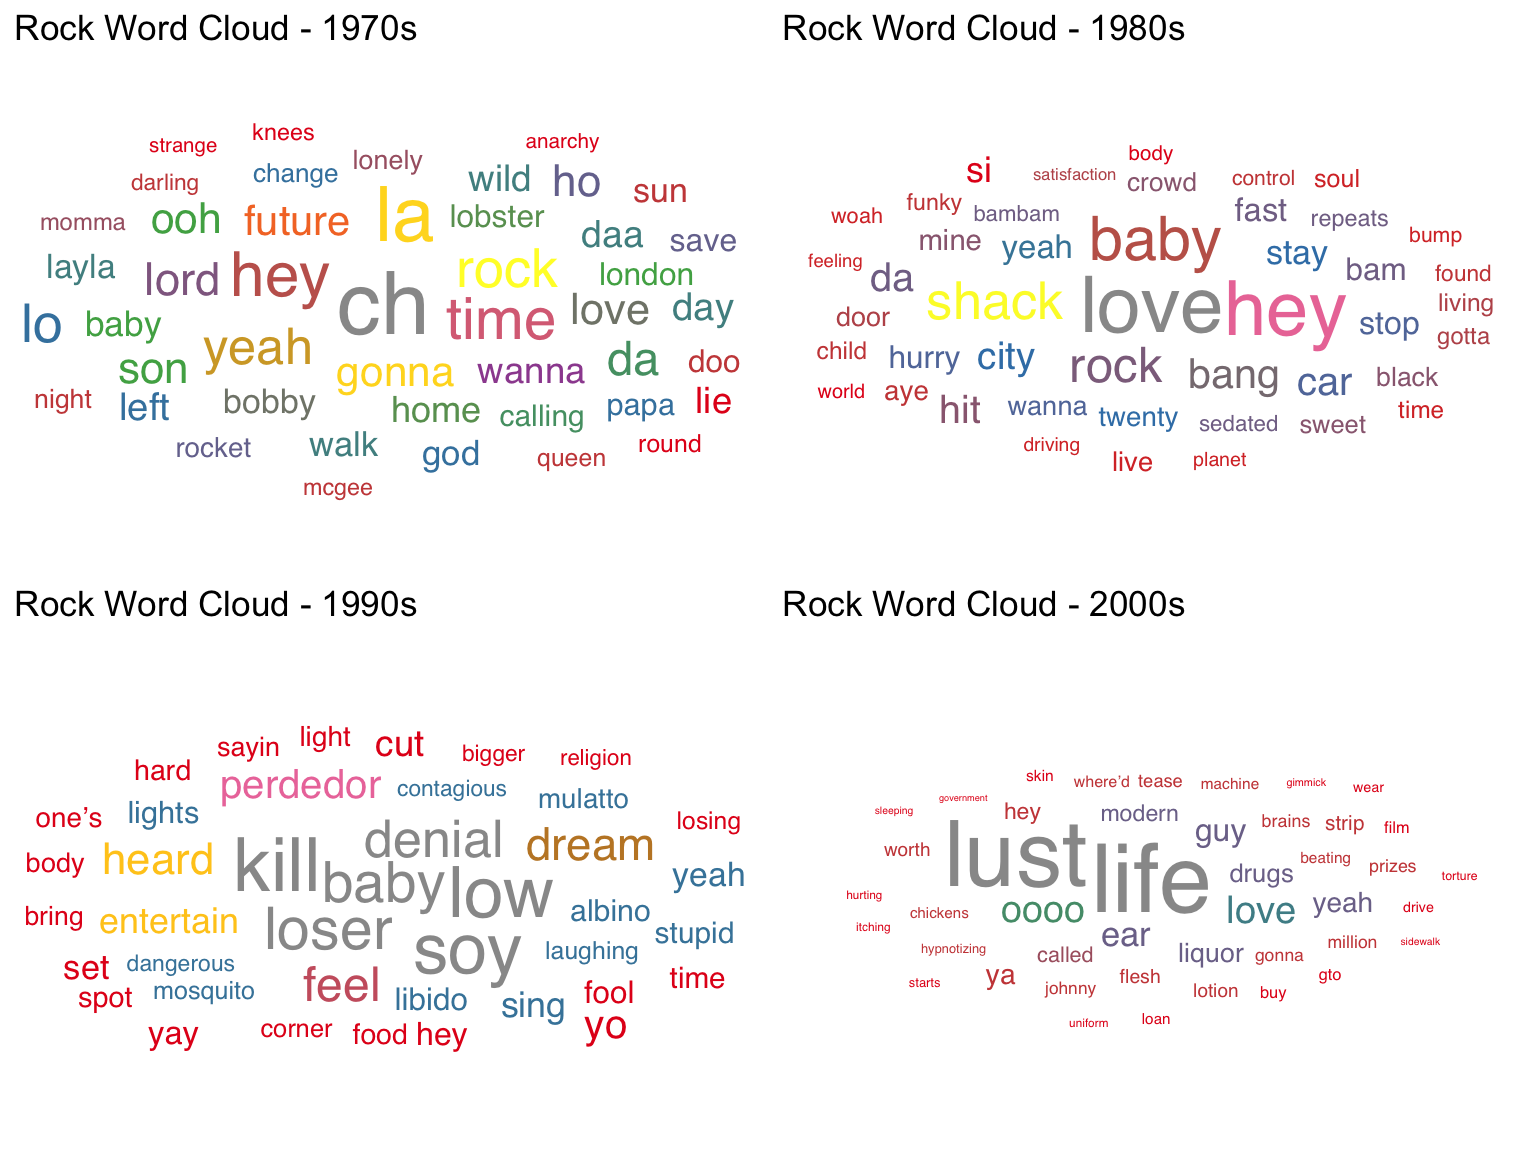 Rock Word Cloud - 1970s
strange knees anarchy
darling change lonely wild ho sun
momma ooh future la lobster daa save
layla lord hey ch rock london
lo baby yeah time love day
son gonna wanna da doo
night left bobby home calling papa lie
rocket walk god queen round
mcgee
Rock Word Cloud - 1980s
si satisfaction body crowd control soul
woah funky bambam fast repeats bump
feeling mine yeah baby stay bam found
da shack love hey living
door stop gotta
child hurry city rock bang car black
world aye hit wanna twenty sedated sweet time
driving live planet
Rock Word Cloud - 1990s
sayin light cut bigger religion
hard perdedor contagious mulatto
one's lights denial dream losing
body heard kill baby low yeah
bring entertain loser soy albino stupid
set dangerous laughing
spot mosquito feel libido sing fool time
yay corner food hey yo
Rock Word Cloud - 2000s
skin where'd tease machine gimmick wear
sleeping government hey modern guy brains strip film
worth lust life drugs beating prizes torture
hurting chickens oooo love yeah drive
itching hypnotizing called ear liquor gonna million sidewalk
starts ya johnny flesh lotion buy gto
uniform loan